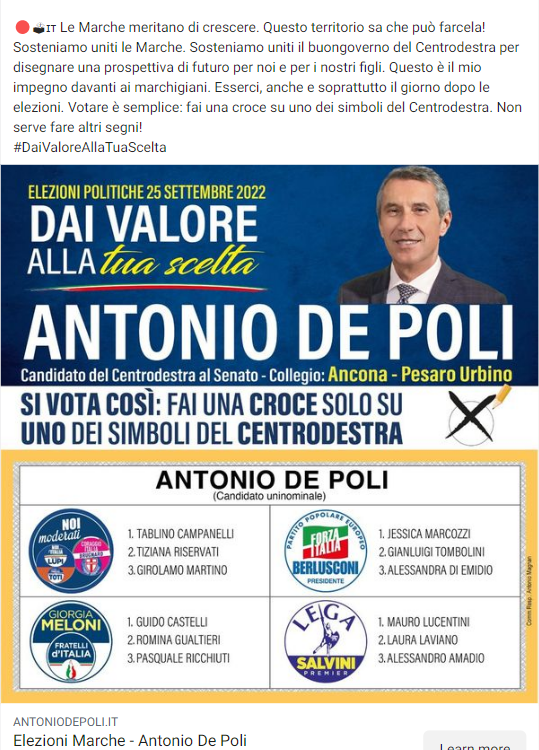 🔴🗳IT Le Marche meritano di crescere. Questo territorio sa che può farcela!
Sosteniamo uniti le Marche. Sosteniamo uniti il buongoverno del Centrodestra per
disegnare una prospettiva di futuro per noi e per i nostri figli. Questo è il mio
impegno davanti ai marchigiani. Esserci, anche e soprattutto il giorno dopo le
elezioni. Votare è semplice: fai una croce su uno dei simboli del Centrodestra. Non
serve fare altri segni!
#DaiValoreAllaTuaScelta
ELEZIONI POLITICHE 25 SETTEMBRE 2022
DAI VALORE
ALLA tua scelta
ANTONIO DE POLI
Candidato del Centrodestra al Senato - Collegio: Ancona - Pesaro Urbino
SI VOTA COSÌ: FAI UNA CROCE SOLO SU
UNO DEI SIMBOLI DEL CENTRODESTRA
ANTONIO DE POLI
(Candidato uninominale)
NOI
moderati
LUPI
TOTI
1. TABLINO CAMPANELLI
2. TIZIANA RISERVATI
3. GIROLAMO MARTINO
PARTITO POPOLARE EUROPEO
FORZA
ITALIA
BERLUSCONI
PRESIDENTE
1. JESSICA MARCOZZI
2. GIANLUIGI TOMBOLINI
3. ALESSANDRA DI EMIDIO
GIORGIA
MELONI
FRATELLI
d'ITALIA
1. GUIDO CASTELLI
2. ROMINA GUALTIERI
3. PASQUALE RICCHIUTI
LEGA
SALVINI
PREMIER
1. MAURO LUCENTINI
2. LAURA LAVIANO
3. ALESSANDRO AMADIO
Comm.Resp.: Antonio Magnan
ANTONIODEPOLI.IT
Elezioni Marche - Antonio De Poli
Learn more